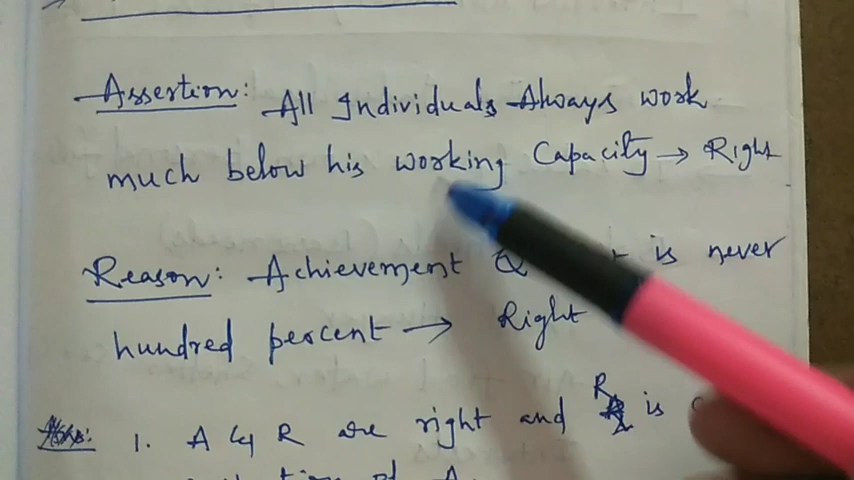 Assertion: All Individuals Always work
much below his working Capacity → Right
Reason: Achievement Q is never
hundred percent → Right
Ans: 1. A & R are right and R is
of A